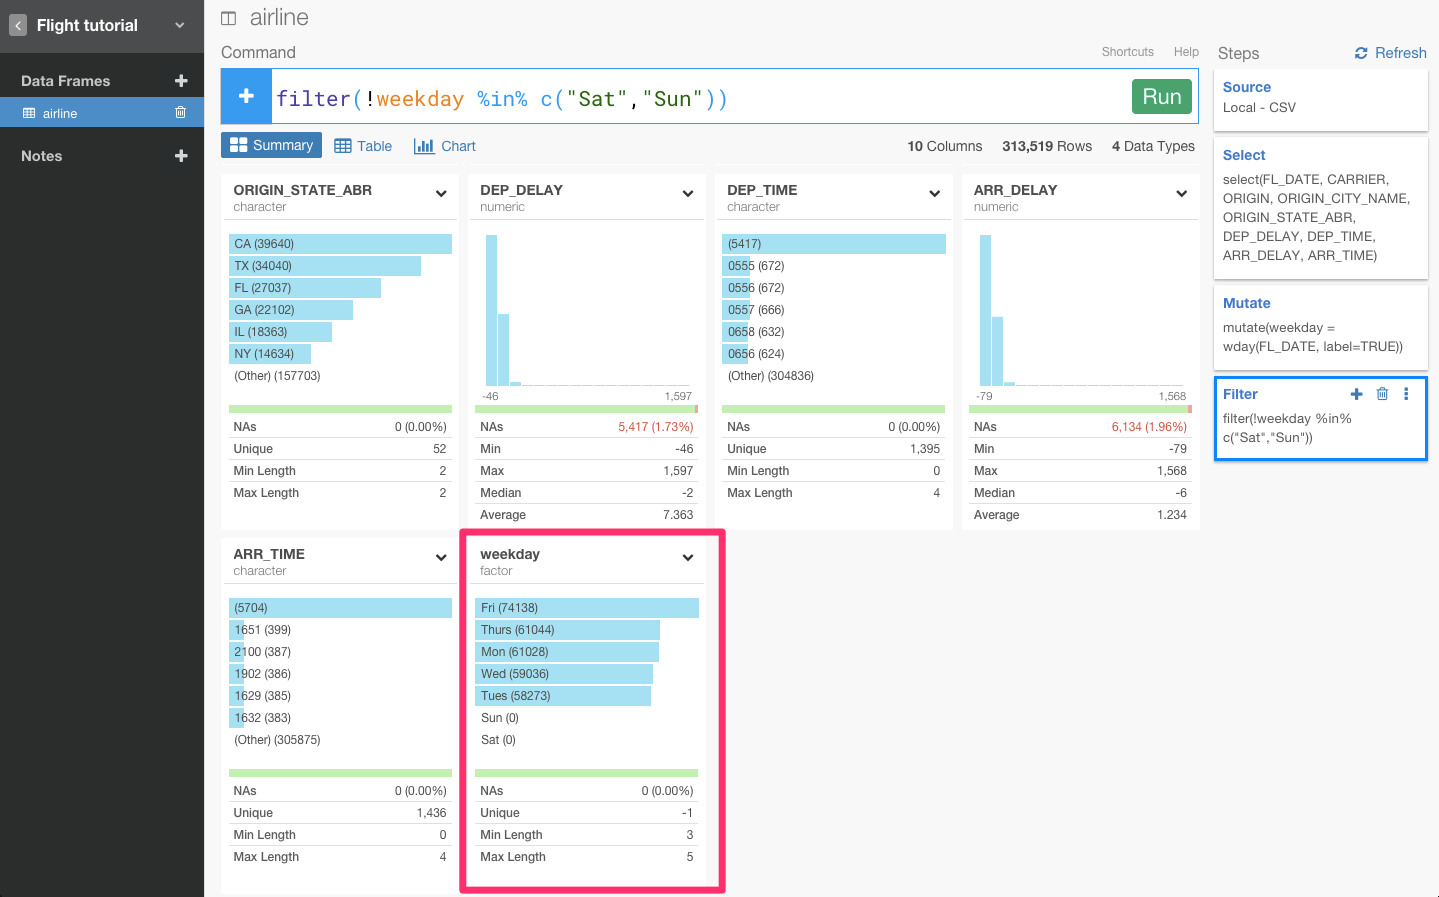 Flight tutorial
Data Frames
airline
Notes
airline
Command
Shortcuts Help
filter(!weekday %in% c("Sat","Sun"))
Run
Summary Table Chart
10 Columns 313,519 Rows 4 Data Types
ORIGIN_STATE_ABR
character
CA (39640)
TX (34040)
FL (27037)
GA (22102)
IL (18363)
NY (14634)
(Other) (157703)
NAs 0 (0.00%)
Unique 52
Min Length 2
Max Length 2
DEP_DELAY
numeric
-46 1,597
NAs 5,417 (1.73%)
Min -46
Max 1,597
Median -2
Average 7.363
DEP_TIME
character
(5417)
0555 (672)
0556 (672)
0557 (666)
0658 (632)
0656 (624)
(Other) (304836)
NAs 0 (0.00%)
Unique 1,395
Min Length 0
Max Length 4
ARR_DELAY
numeric
-79 1,568
NAs 6,134 (1.96%)
Min -79
Max 1,568
Median -6
Average 1.234
ARR_TIME
character
(5704)
1651 (399)
2100 (387)
1902 (386)
1629 (385)
1632 (383)
(Other) (305875)
NAs 0 (0.00%)
Unique 1,436
Min Length 0
Max Length 4
weekday
factor
Fri (74138)
Thurs (61044)
Mon (61028)
Wed (59036)
Tues (58273)
Sun (0)
Sat (0)
NAs 0 (0.00%)
Unique -1
Min Length 3
Max Length 5
Steps Refresh
Source
Local - CSV
Select
select(FL_DATE, CARRIER,
ORIGIN, ORIGIN_CITY_NAME,
ORIGIN_STATE_ABR,
DEP_DELAY, DEP_TIME,
ARR_DELAY, ARR_TIME)
Mutate
mutate(weekday =
wday(FL_DATE, label=TRUE))
Filter
filter(!weekday %in%
c("Sat","Sun"))